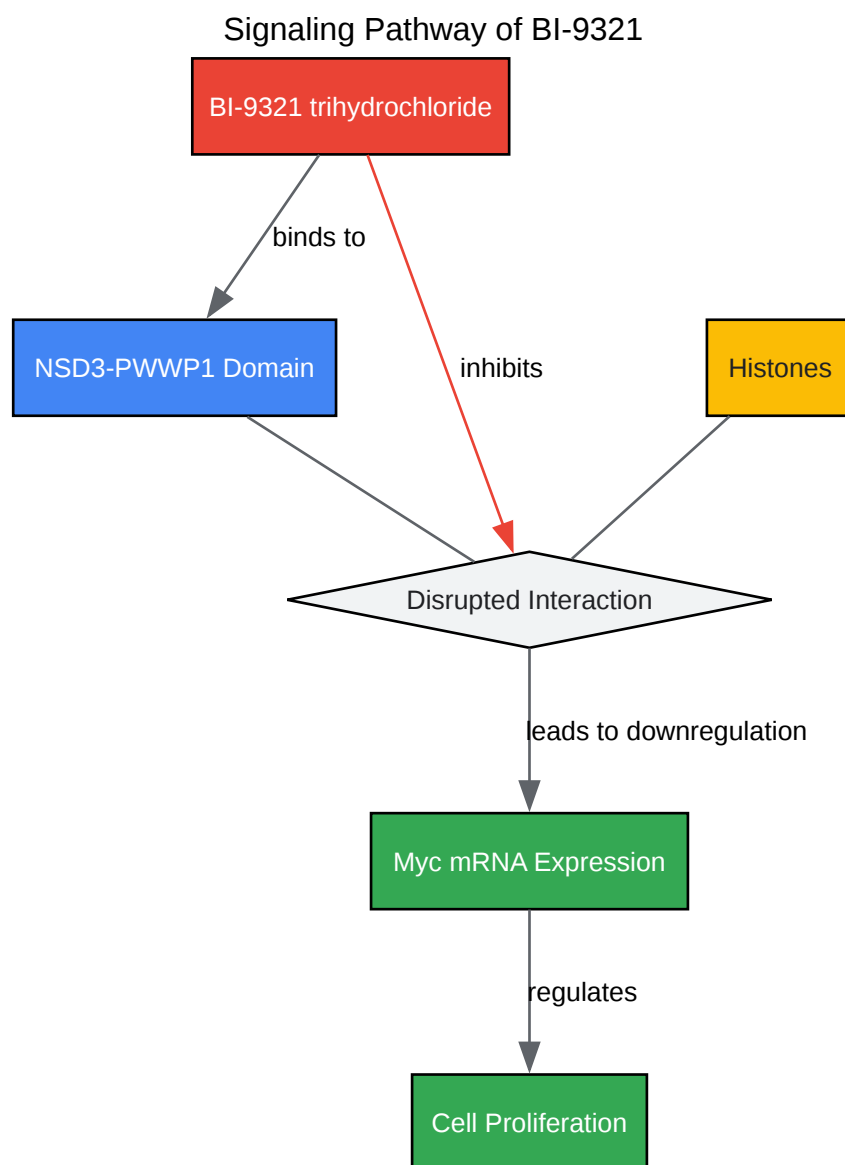 Signaling Pathway of BI-9321
BI-9321 trihydrochloride
binds to
NSD3-PWWP1 Domain
inhibits
Histones
Disrupted Interaction
leads to downregulation
Myc mRNA Expression
regulates
Cell Proliferation